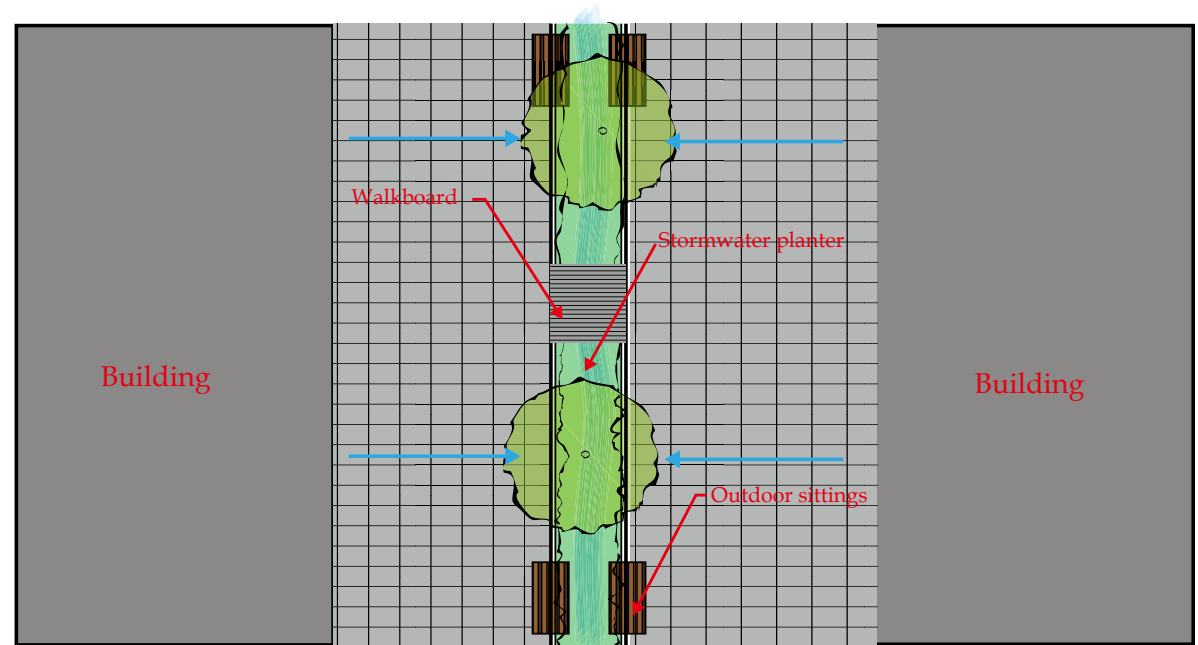 Walkboard
Stormwater planter
Building
Building
Outdoor sittings